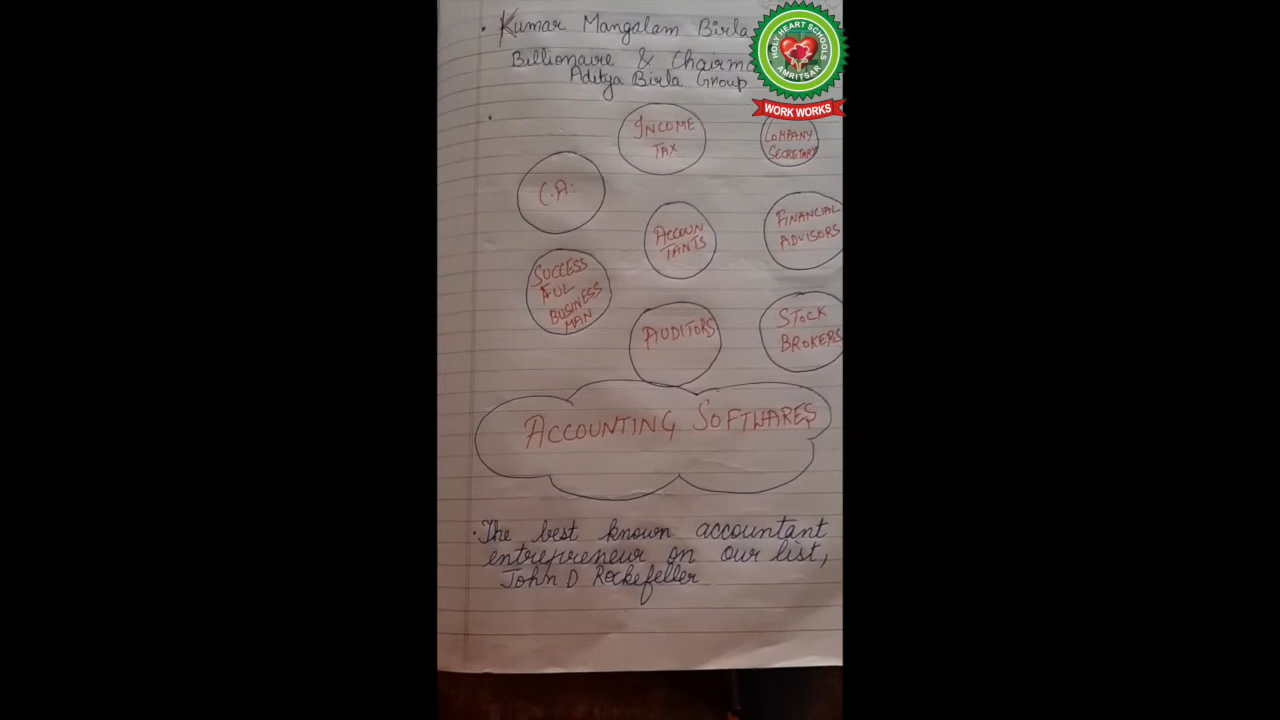 Kumar Mangalam Birla
Billionaire & Chairma
Aditya Birla Group
HOLY HEART SCHOOLS
AMRITSAR
WORK WORKS
INCOME
TAX
COMPANY
SECRETARY
C.A.
ACCOUN
TANTS
FINANCIAL
ADVISORS
SUCCESS
FUL
BUSINESS
MAN
AUDITORS
STOCK
BROKERS
ACCOUNTING SOFTWARES
The best known accountant
entrepreneur on our list,
John D Rockefeller